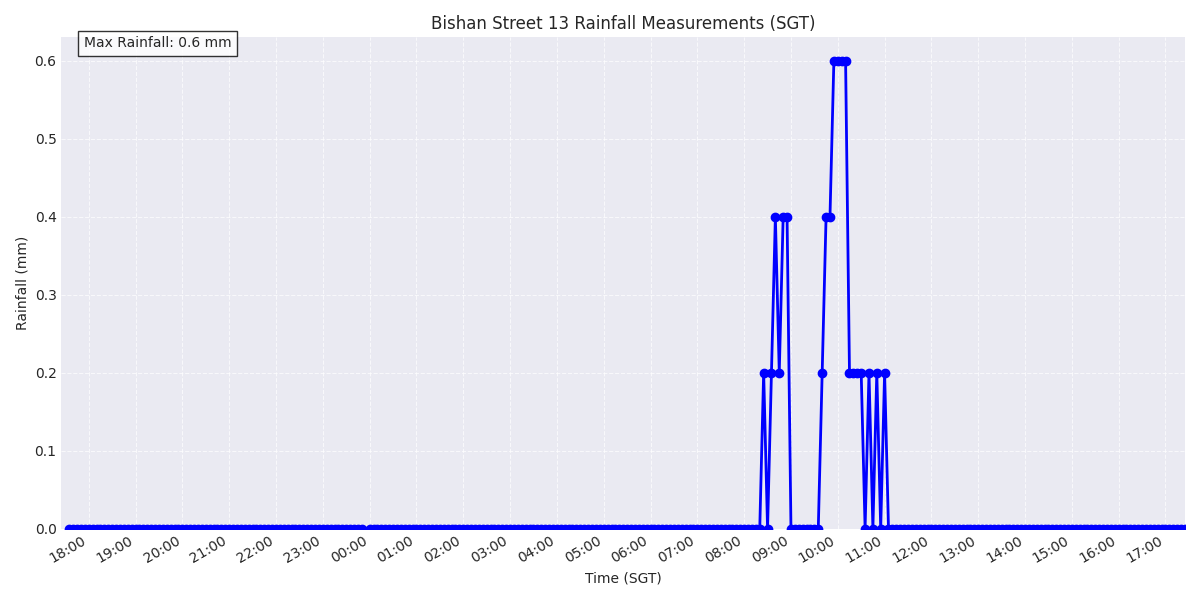 Bishan Street 13 Rainfall Measurements (SGT)
Max Rainfall: 0.6 mm
0.6
0.5
0.4
0.3
0.2
0.1
0.0
Rainfall (mm)
18:00 19:00 20:00 21:00 22:00 23:00 00:00 01:00 02:00 03:00 04:00 05:00 06:00 07:00 08:00 09:00 10:00 11:00 12:00 13:00 14:00 15:00 16:00 17:00
Time (SGT)